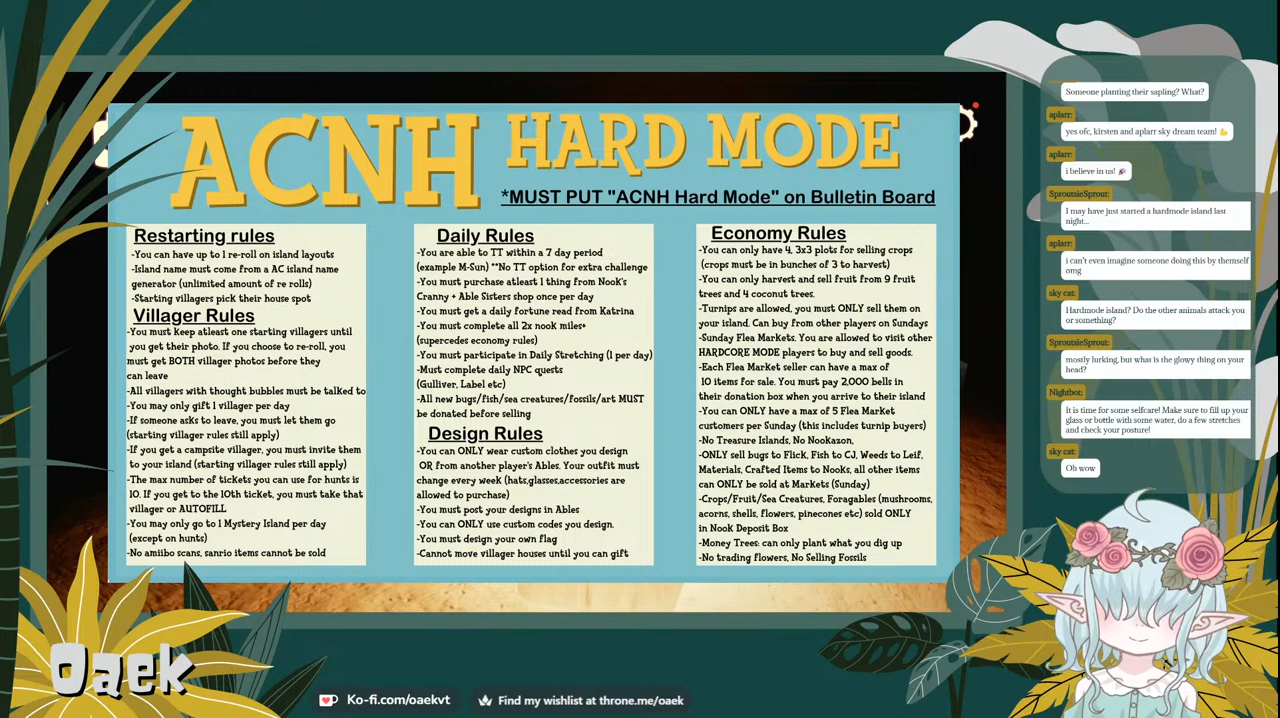 ACNH HARD MODE
*MUST PUT "ACNH Hard Mode" on Bulletin Board
Restarting rules
-You can have up to 1 re-roll on island layouts
-Island name must come from a AC island name
generator (unlimited amount of re rolls)
-Starting villagers pick their house spot
Villager Rules
-You must keep atleast one starting villagers until
you get their photo. If you choose to re-roll, you
must get BOTH villager photos before they
can leave
-All villagers with thought bubbles must be talked to
-You may only gift 1 villager per day
-If someone asks to leave, you must let them go
(starting villager rules still apply)
-If you get a campsite villager, you must invite them
to your island (starting villager rules still apply)
-The max number of tickets you can use for hunts is
10. If you get to the 10th ticket, you must take that
villager or AUTOFILL
-You may only go to 1 Mystery Island per day
(except on hunts)
-No amiibo scans, sanrio items cannot be sold
Daily Rules
-You are able to TT within a 7 day period
(example M-Sun) **No TT option for extra challenge
-You must purchase atleast 1 thing from Nook's
Cranny + Able Sisters shop once per day
-You must get a daily fortune read from Katrina
-You must complete all 2x nook miles+
(supercedes economy rules)
-You must participate in Daily Stretching (1 per day)
-Must complete daily NPC quests
(Gulliver, Label etc)
-All new bugs/fish/sea creatures/fossils/art MUST
be donated before selling
Design Rules
-You can ONLY wear custom clothes you design
OR from another player's Ables. Your outfit must
change every week (hats,glasses,accessories are
allowed to purchase)
-You must post your designs in Ables
-You can ONLY use custom codes you design.
-You must design your own flag
-Cannot move villager houses until you can gift
Economy Rules
-You can only have 4, 3x3 plots for selling crops
(crops must be in bunches of 3 to harvest)
-You can only harvest and sell fruit from 9 fruit
trees and 4 coconut trees.
-Turnips are allowed, you must ONLY sell them on
your island. Can buy from other players on Sundays
-Sunday Flea Markets. You are allowed to visit other
HARDCORE MODE players to buy and sell goods.
-Each Flea Market seller can have a max of
10 items for sale. You must pay 2,000 bells in
their donation box when you arrive to their island
-You can ONLY have a max of 5 Flea Market
customers per Sunday (this includes turnip buyers)
-No Treasure Islands, No Nookazon,
-ONLY sell bugs to Flick, Fish to CJ, Weeds to Leif,
Materials, Crafted Items to Nooks, all other items
can ONLY be sold at Markets (Sunday)
-Crops/Fruit/Sea Creatures, Foragables (mushrooms,
acorns, shells, flowers, pinecones etc) sold ONLY
in Nook Deposit Box
-Money Trees: can only plant what you dig up
-No trading flowers, No Selling Fossils
Someone planting their sapling? What?
aplarr:
yes ofc, kirsten and aplarr sky dream team! 💪
aplarr:
i believe in us! 🎉
SproutsieSprout:
I may have just started a hardmode island last
night...
aplarr:
i can't even imagine someone doing this by themself
omg
sky cat:
Hardmode island? Do the other animals attack you
or something?
SproutsieSprout:
mostly lurking, but what is the glowy thing on your
head?
Nightbot:
It is time for some selfcare! Make sure to fill up your
glass or bottle with some water, do a few stretches
and check your posture!
sky cat:
Oh wow
Oaek
Ko-fi.com/oaekvt
Find my wishlist at throne.me/oaek